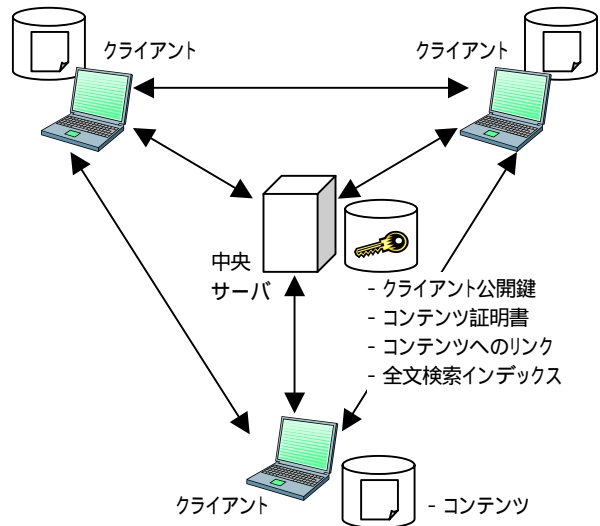 クライアント
クライアント
中央
サーバ
- クライアント公開鍵
- コンテンツ証明書
- コンテンツへのリンク
- 全文検索インデックス
クライアント
- コンテンツ